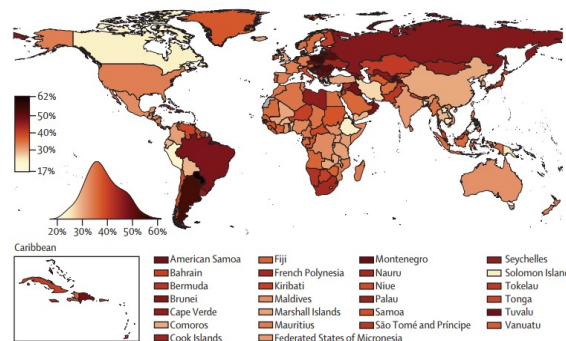 62%
50%
40%
30%
17%
20% 30% 40% 50% 60%
Caribbean
American Samoa
Bahrain
Bermuda
Brunei
Cape Verde
Comoros
Cook Islands
Fiji
French Polynesia
Kiribati
Maldives
Marshall Islands
Mauritius
Federated States of Micronesia
Montenegro
Nauru
Niue
Palau
Samoa
São Tomé and Príncipe
Seychelles
Solomon Islan
Tokelau
Tonga
Tuvalu
Vanuatu